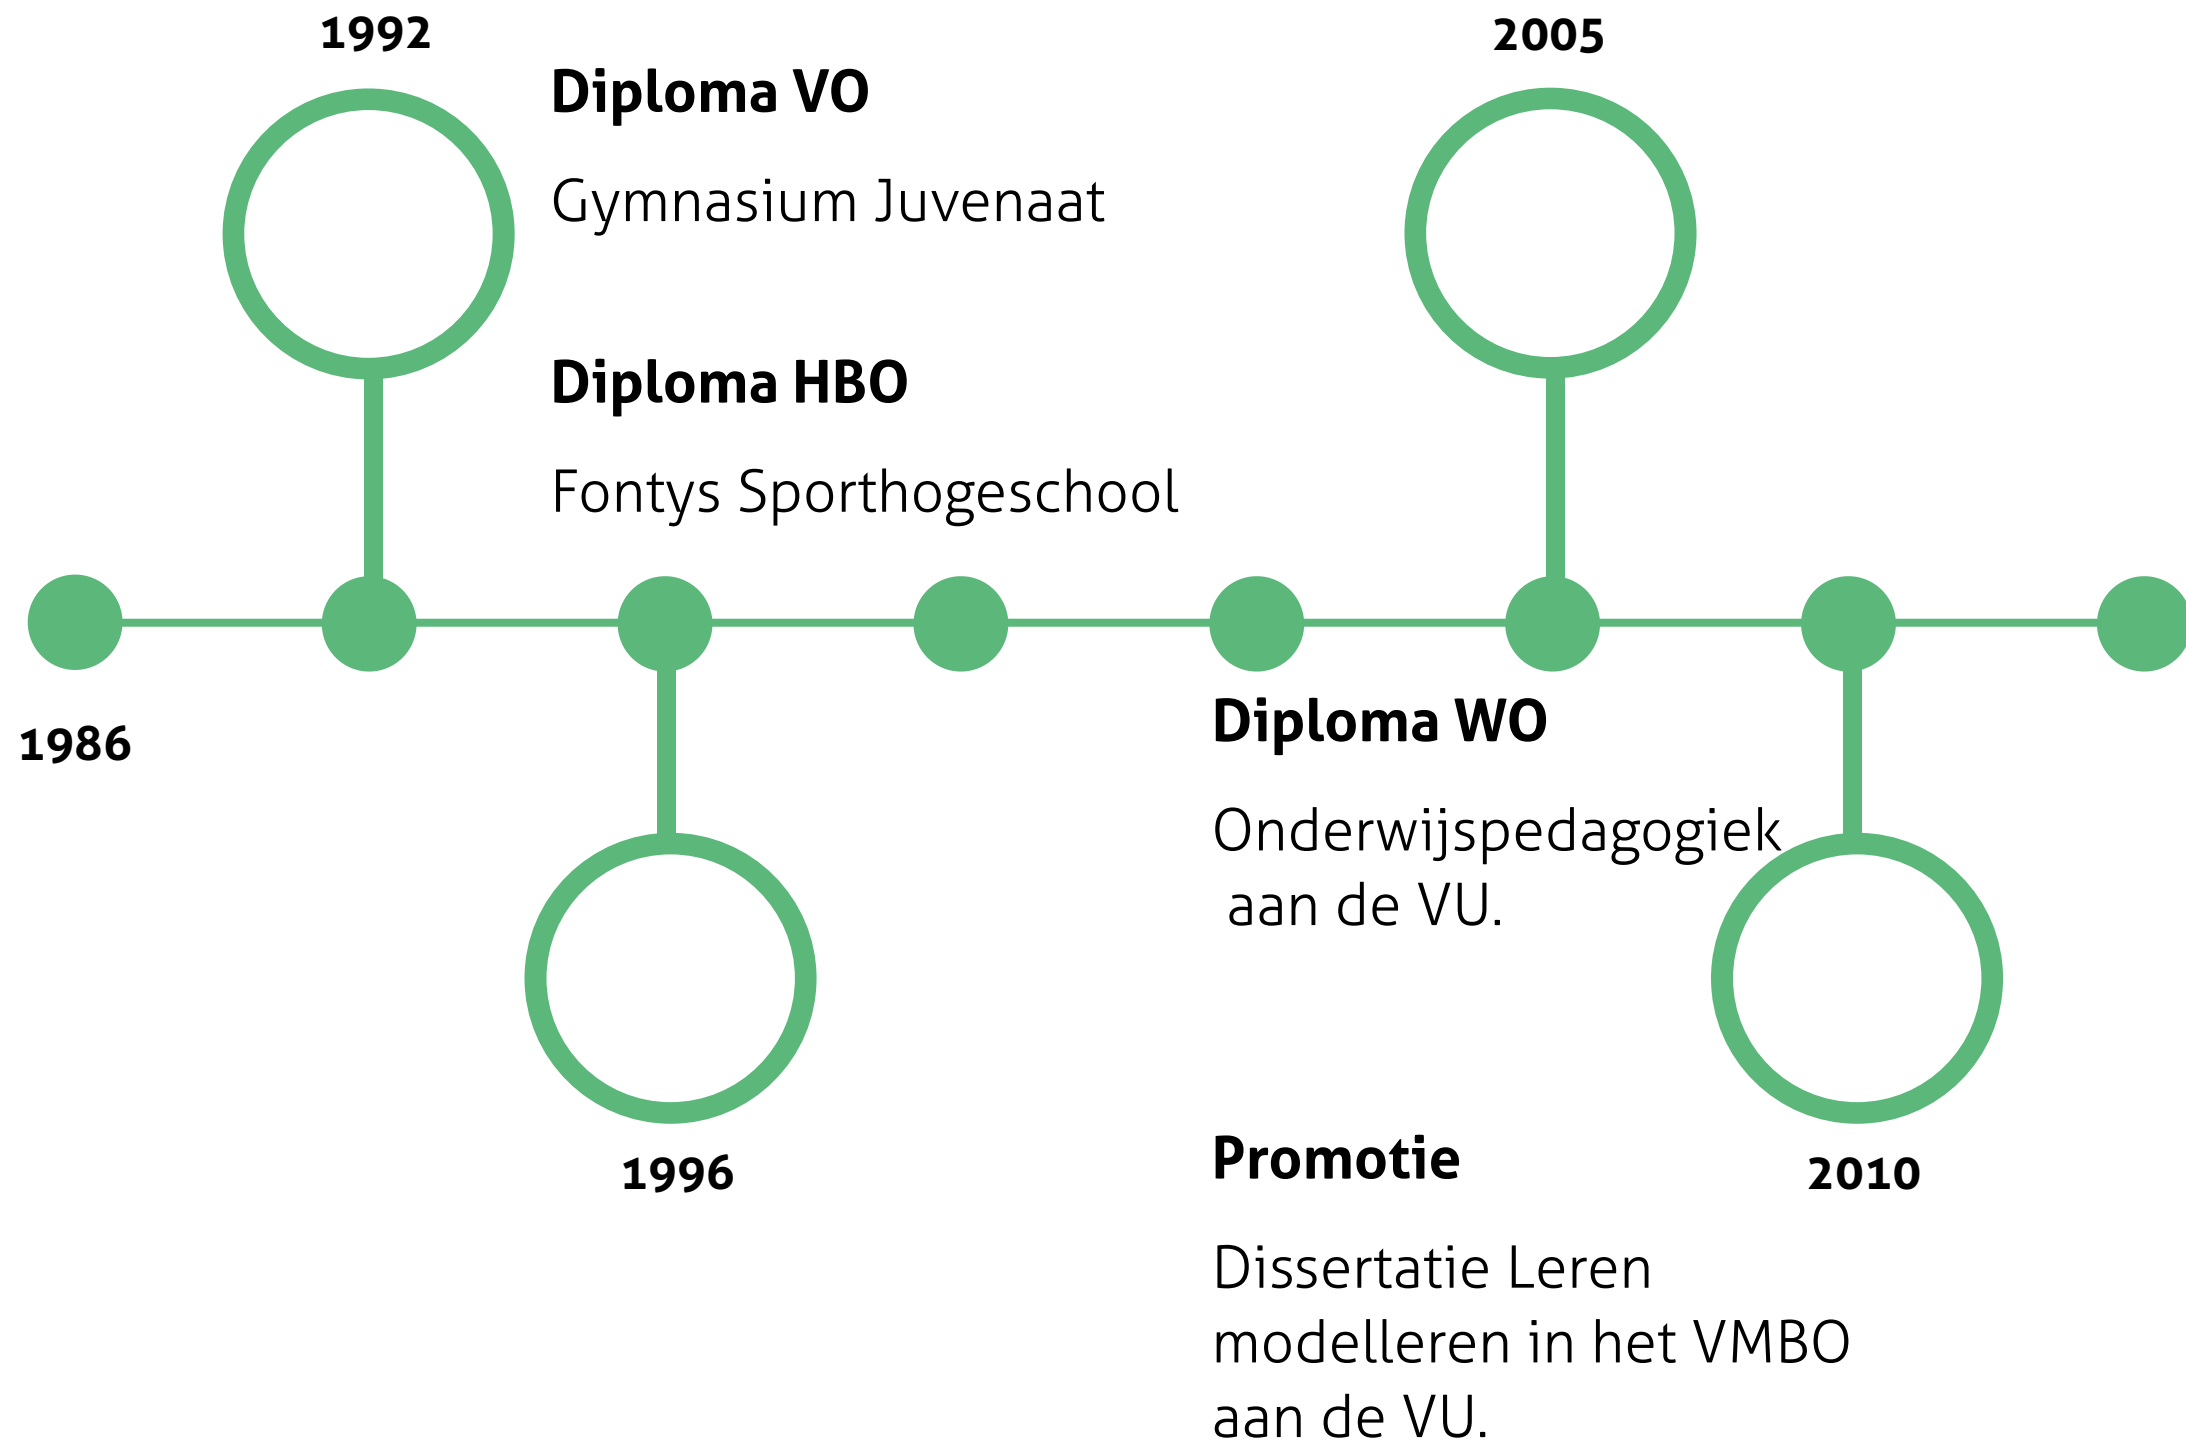 1992
Diploma VO
Gymnasium Juvenaat
Diploma HBO
Fontys Sporthogeschool
2005
1986
1996
Diploma WO
Onderwijspedagogiek
aan de VU.
Promotie
Dissertatie Leren
modelleren in het VMBO
aan de VU.
2010